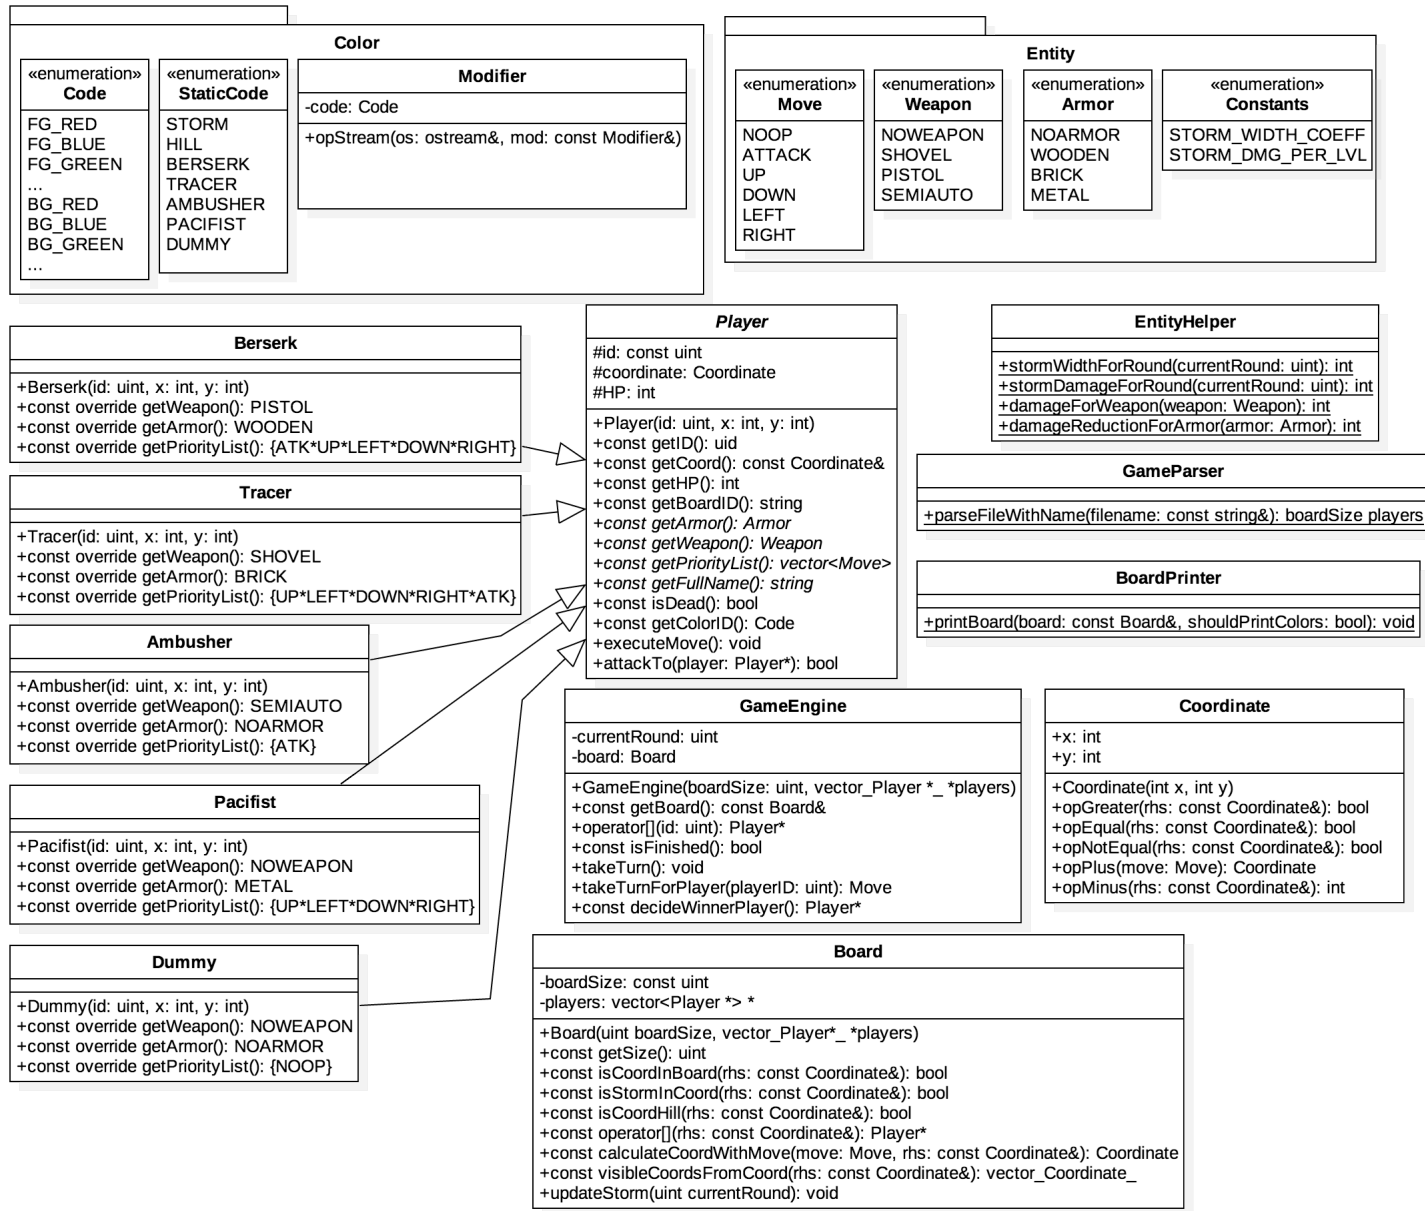 Color
«enumeration»
Code
FG_RED
FG_BLUE
FG_GREEN
...
BG_RED
BG_BLUE
BG_GREEN
...
«enumeration»
StaticCode
STORM
HILL
BERSERK
TRACER
AMBUSHER
PACIFIST
DUMMY
Modifier
-code: Code
+opStream(os: ostream&, mod: const Modifier&)
Entity
«enumeration»
Move
NOOP
ATTACK
UP
DOWN
LEFT
RIGHT
«enumeration»
Weapon
NOWEAPON
SHOVEL
PISTOL
SEMIAUTO
«enumeration»
Armor
NOARMOR
WOODEN
BRICK
METAL
«enumeration»
Constants
STORM_WIDTH_COEFF
STORM_DMG_PER_LVL
Berserk
+Berserk(id: uint, x: int, y: int)
+const override getWeapon(): PISTOL
+const override getArmor(): WOODEN
+const override getPriorityList(): {ATK*UP*LEFT*DOWN*RIGHT}
Tracer
+Tracer(id: uint, x: int, y: int)
+const override getWeapon(): SHOVEL
+const override getArmor(): BRICK
+const override getPriorityList(): {UP*LEFT*DOWN*RIGHT*ATK}
Ambusher
+Ambusher(id: uint, x: int, y: int)
+const override getWeapon(): SEMIAUTO
+const override getArmor(): NOARMOR
+const override getPriorityList(): {ATK}
Pacifist
+Pacifist(id: uint, x: int, y: int)
+const override getWeapon(): NOWEAPON
+const override getArmor(): METAL
+const override getPriorityList(): {UP*LEFT*DOWN*RIGHT}
Dummy
+Dummy(id: uint, x: int, y: int)
+const override getWeapon(): NOWEAPON
+const override getArmor(): NOARMOR
+const override getPriorityList(): {NOOP}
Player
#id: const uint
#coordinate: Coordinate
#HP: int
+Player(id: uint, x: int, y: int)
+const getID(): uid
+const getCoord(): const Coordinate&
+const getHP(): int
+const getBoardID(): string
+const getArmor(): Armor
+const getWeapon(): Weapon
+const getPriorityList(): vector<Move>
+const getFullName(): string
+const isDead(): bool
+const getColorID(): Code
+executeMove(): void
+attackTo(player: Player*): bool
EntityHelper
+stormWidthForRound(currentRound: uint): int
+stormDamageForRound(currentRound: uint): int
+damageForWeapon(weapon: Weapon): int
+damageReductionForArmor(armor: Armor): int
GameParser
+parseFileWithName(filename: const string&): boardSize players
BoardPrinter
+printBoard(board: const Board&, shouldPrintColors: bool): void
GameEngine
-currentRound: uint
-board: Board
+GameEngine(boardSize: uint, vector_Player *_ *players)
+const getBoard(): const Board&
+operator[](id: uint): Player*
+const isFinished(): bool
+takeTurn(): void
+takeTurnForPlayer(playerID: uint): Move
+const decideWinnerPlayer(): Player*
Coordinate
+x: int
+y: int
+Coordinate(int x, int y)
+opGreater(rhs: const Coordinate&): bool
+opEqual(rhs: const Coordinate&): bool
+opNotEqual(rhs: const Coordinate&): bool
+opPlus(move: Move): Coordinate
+opMinus(rhs: const Coordinate&): int
Board
-boardSize: const uint
-players: vector<Player *> *
+Board(uint boardSize, vector_Player*_ *players)
+const getSize(): uint
+const isCoordInBoard(rhs: const Coordinate&): bool
+const isStormInCoord(rhs: const Coordinate&): bool
+const isCoordHill(rhs: const Coordinate&): bool
+const operator[](rhs: const Coordinate&): Player*
+const calculateCoordWithMove(move: Move, rhs: const Coordinate&): Coordinate
+const visibleCoordsFromCoord(rhs: const Coordinate&): vector_Coordinate_
+updateStorm(uint currentRound): void